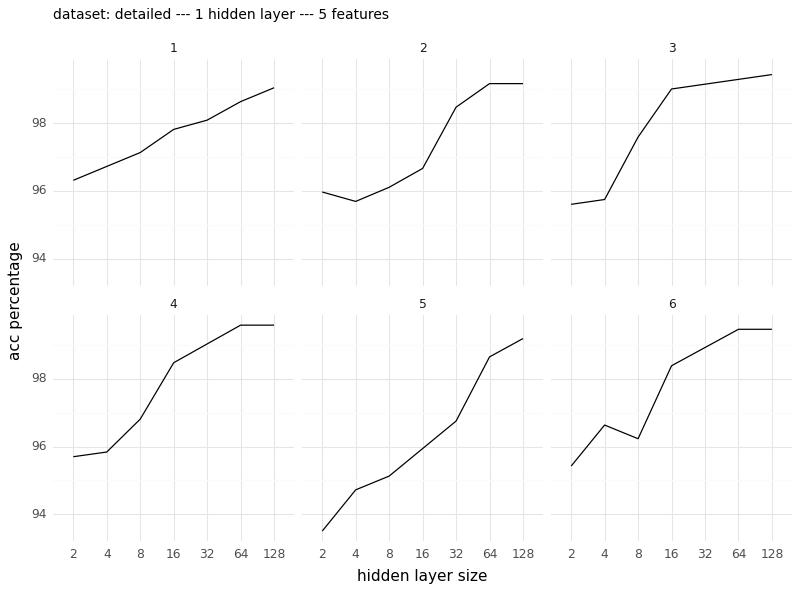 dataset: detailed --- 1 hidden layer --- 5 features
1 2 3
98
96
94
4 5 6
98
96
94
2 4 8 16 32 64 128 2 4 8 16 32 64 128 2 4 8 16 32 64 128
hidden layer size
acc percentage